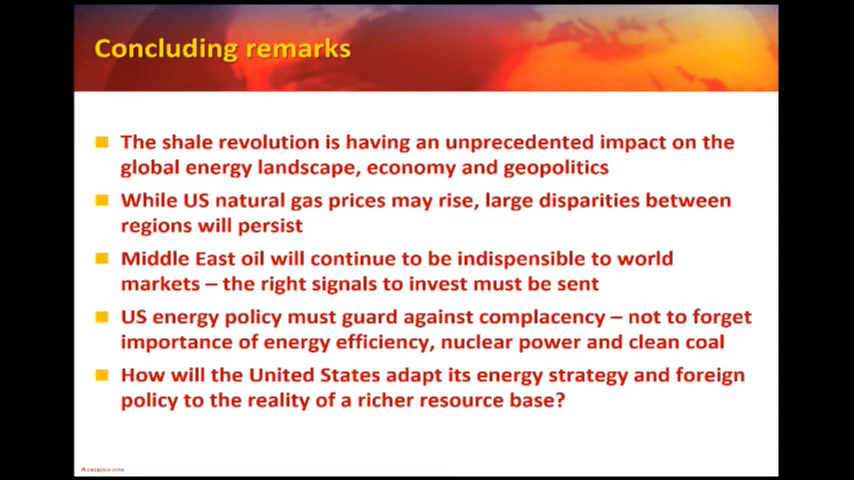 Concluding remarks
The shale revolution is having an unprecedented impact on the
global energy landscape, economy and geopolitics
While US natural gas prices may rise, large disparities between
regions will persist
Middle East oil will continue to be indispensible to world
markets – the right signals to invest must be sent
US energy policy must guard against complacency – not to forget
importance of energy efficiency, nuclear power and clean coal
How will the United States adapt its energy strategy and foreign
policy to the reality of a richer resource base?